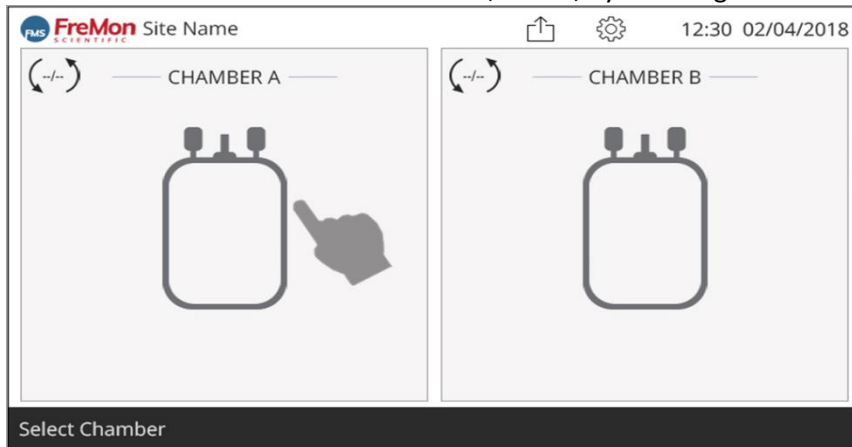 FMS FreMon SCIENTIFIC Site Name 12:30 02/04/2018
--/-- CHAMBER A
--/-- CHAMBER B
Select Chamber